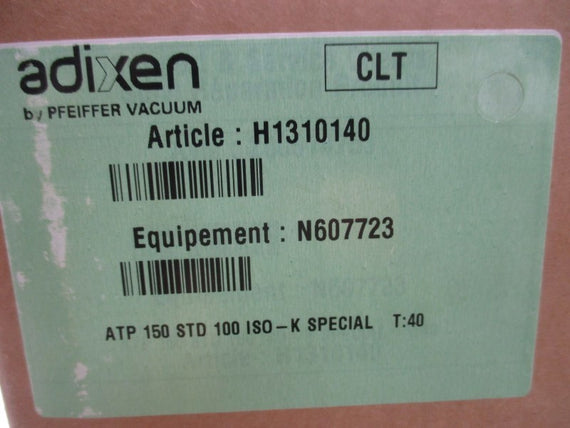 adixen
CLT
by PFEIFFER VACUUM
Article : H1310140
Equipement : N607723
ATP 150 STD 100 ISO-K SPECIAL T:40